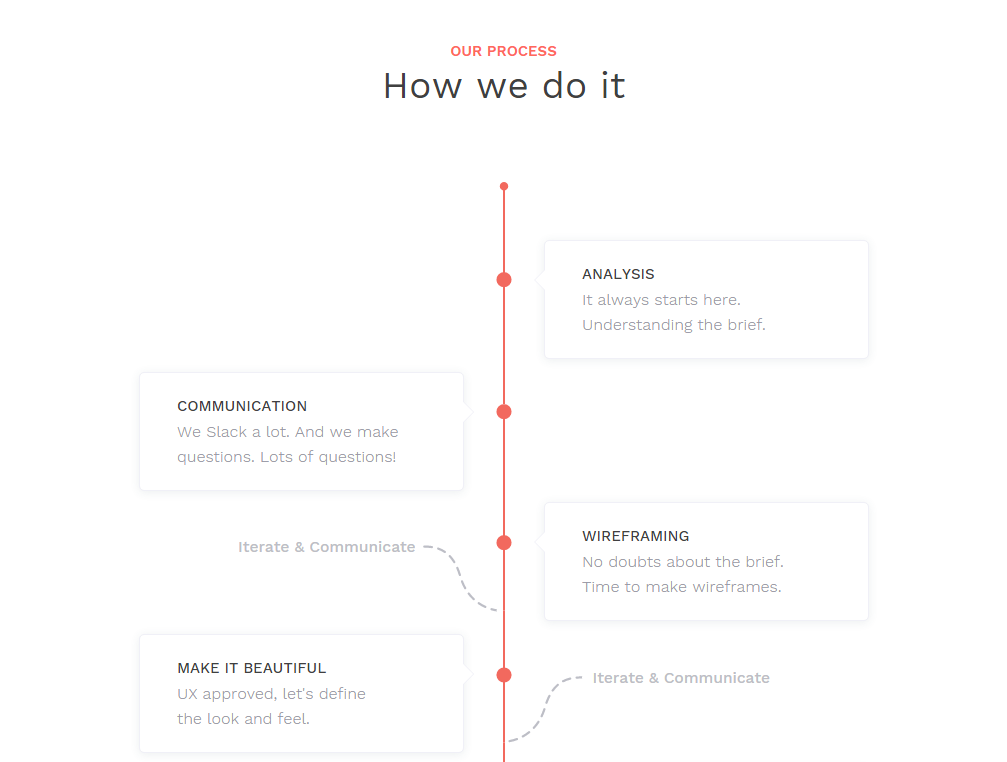 OUR PROCESS
How we do it
ANALYSIS
It always starts here.
Understanding the brief.
COMMUNICATION
We Slack a lot. And we make
questions. Lots of questions!
WIREFRAMING
No doubts about the brief.
Time to make wireframes.
Iterate & Communicate
MAKE IT BEAUTIFUL
UX approved, let's define
the look and feel.
Iterate & Communicate